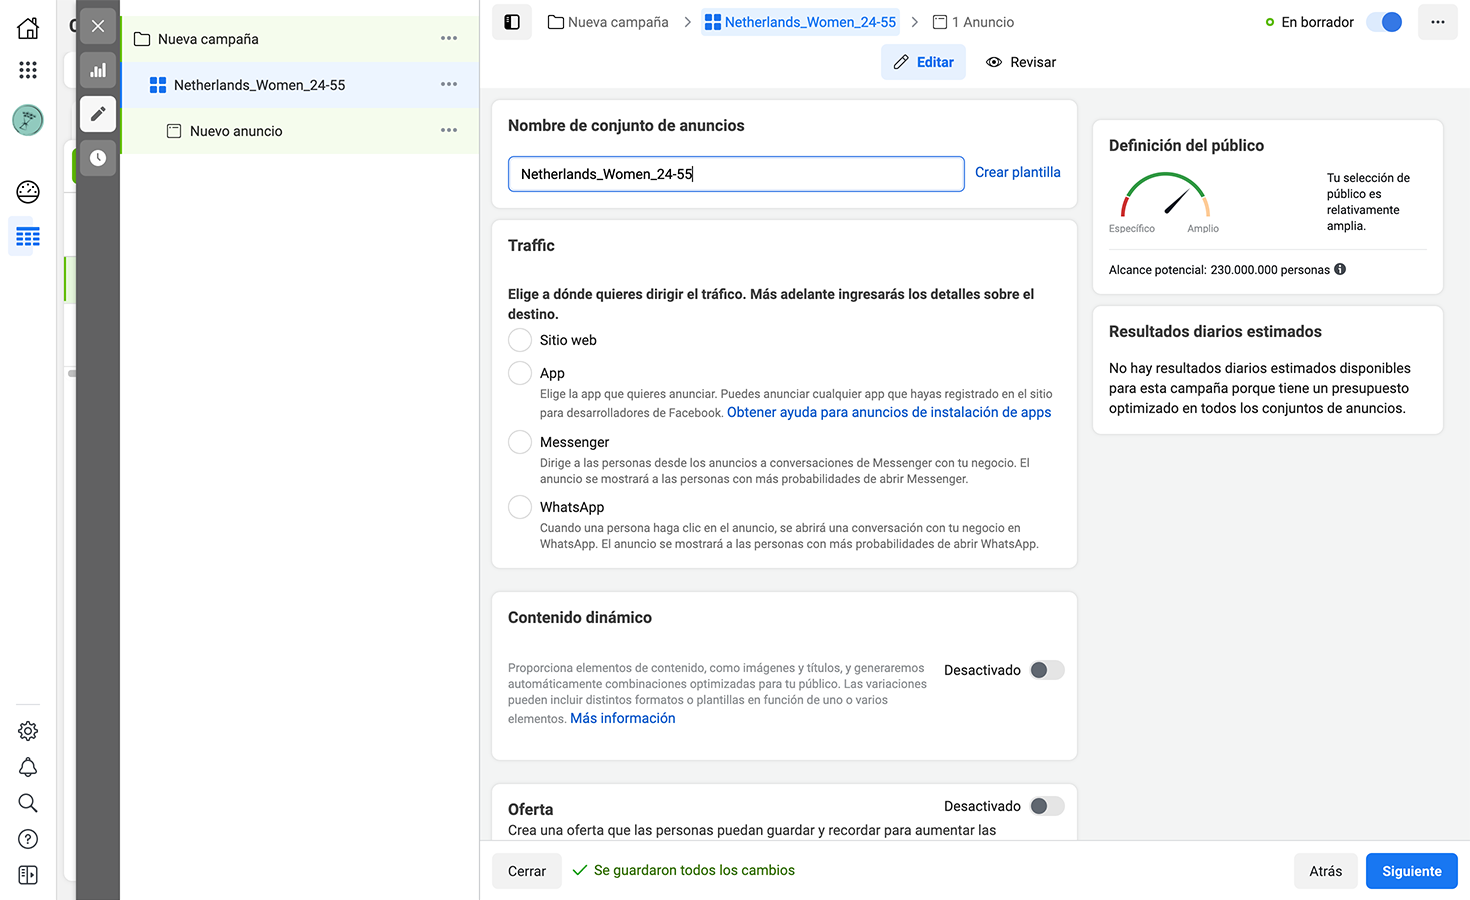 Nueva campaña
Netherlands_Women_24-55
Nuevo anuncio
Nueva campaña
Netherlands_Women_24-55
1 Anuncio
En borrador
Editar
Revisar
Nombre de conjunto de anuncios
Netherlands_Women_24-55
Crear plantilla
Traffic
Elige a dónde quieres dirigir el tráfico. Más adelante ingresarás los detalles sobre el
destino.
Sitio web
App
Elige la app que quieres anunciar. Puedes anunciar cualquier app que hayas registrado en el sitio
para desarrolladores de Facebook. Obtener ayuda para anuncios de instalación de apps
Messenger
Dirige a las personas desde los anuncios a conversaciones de Messenger con tu negocio. El
anuncio se mostrará a las personas con más probabilidades de abrir Messenger.
WhatsApp
Cuando una persona haga clic en el anuncio, se abrirá una conversación con tu negocio en
WhatsApp. El anuncio se mostrará a las personas con más probabilidades de abrir WhatsApp.
Contenido dinámico
Proporciona elementos de contenido, como imágenes y títulos, y generaremos
automáticamente combinaciones optimizadas para tu público. Las variaciones
pueden incluir distintos formatos o plantillas en función de uno o varios
elementos. Más información
Desactivado
Oferta
Desactivado
Crea una oferta que las personas puedan guardar y recordar para aumentar las
Definición del público
Específico
Amplio
Tu selección de
público es
relativamente
amplia.
Alcance potencial: 230.000.000 personas
Resultados diarios estimados
No hay resultados diarios estimados disponibles
para esta campaña porque tiene un presupuesto
optimizado en todos los conjuntos de anuncios.
Cerrar
Se guardaron todos los cambios
Atrás
Siguiente